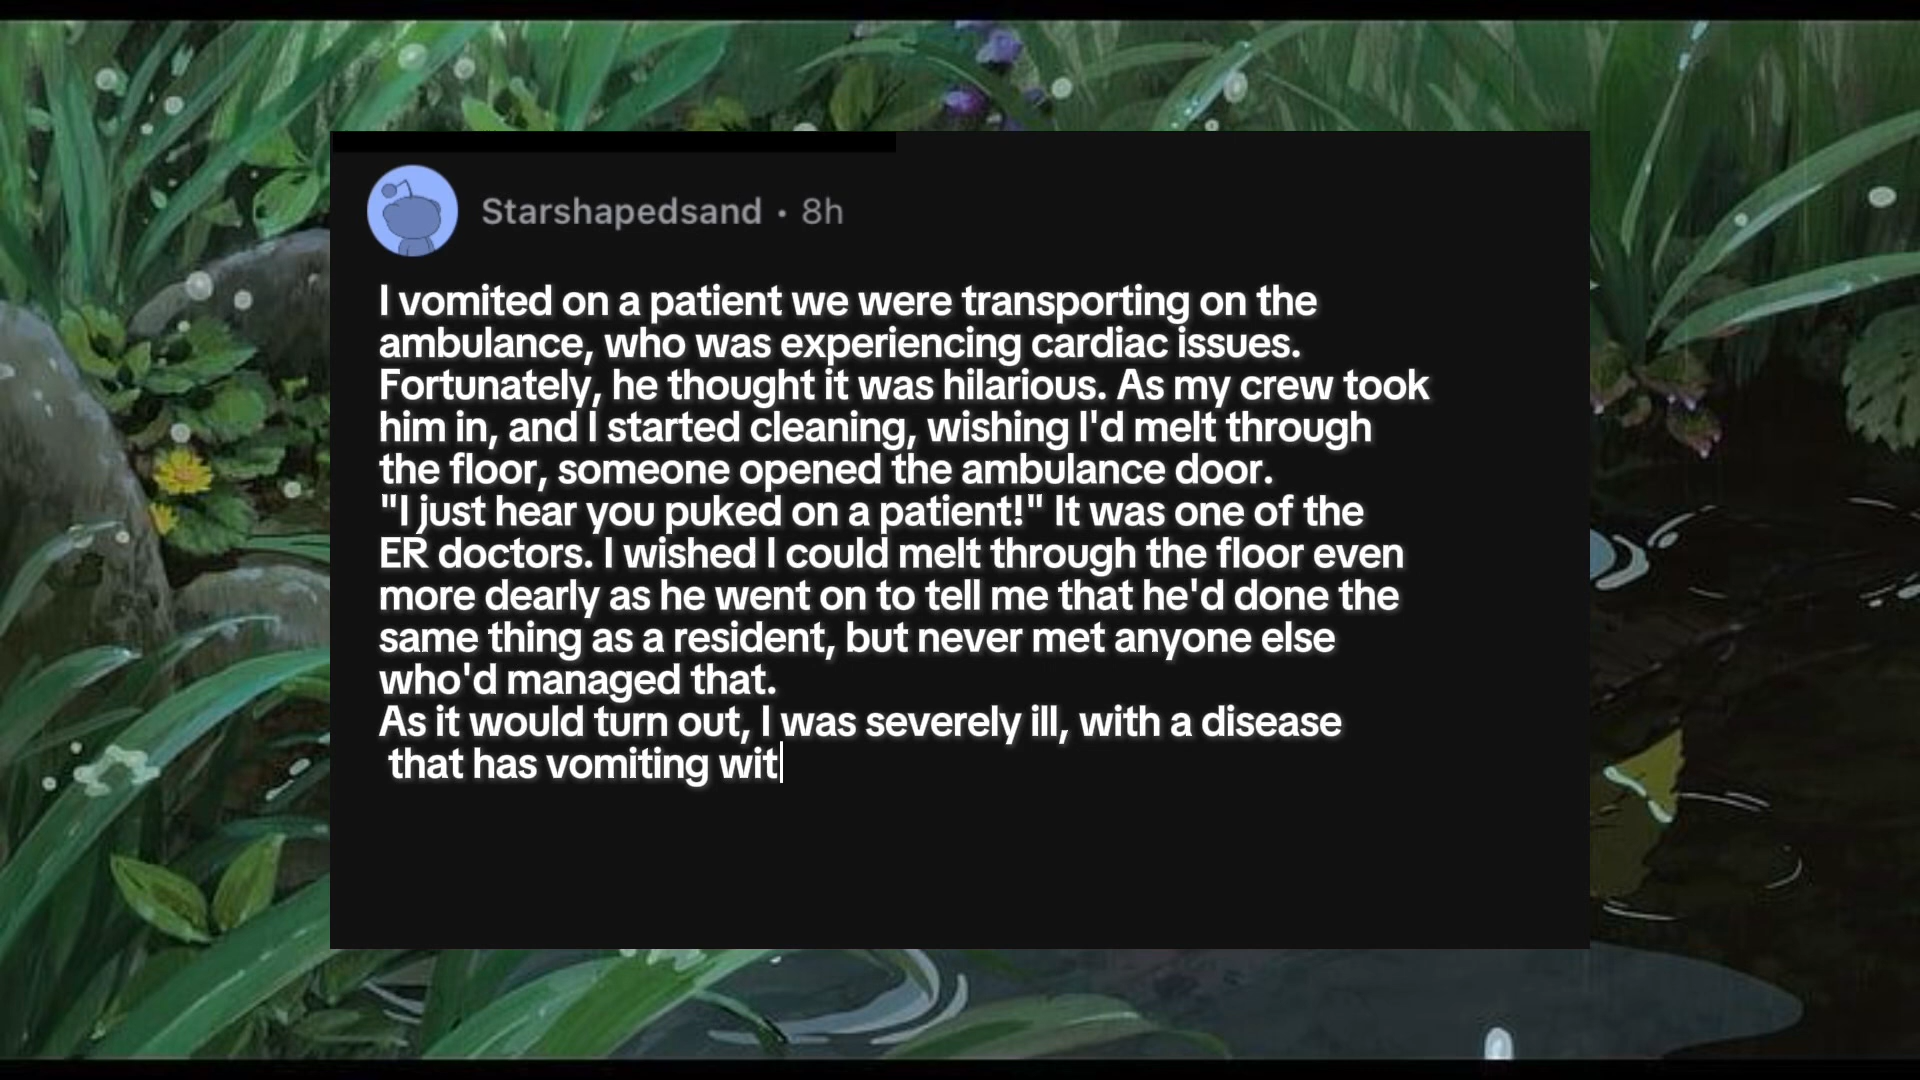 Starshapedsand • 8h
I vomited on a patient we were transporting on the
ambulance, who was experiencing cardiac issues.
Fortunately, he thought it was hilarious. As my crew took
him in, and I started cleaning, wishing I'd melt through
the floor, someone opened the ambulance door.
"I just hear you puked on a patient!" It was one of the
ER doctors. I wished I could melt through the floor even
more dearly as he went on to tell me that he'd done the
same thing as a resident, but never met anyone else
who'd managed that.
As it would turn out, I was severely ill, with a disease
that has vomiting wit